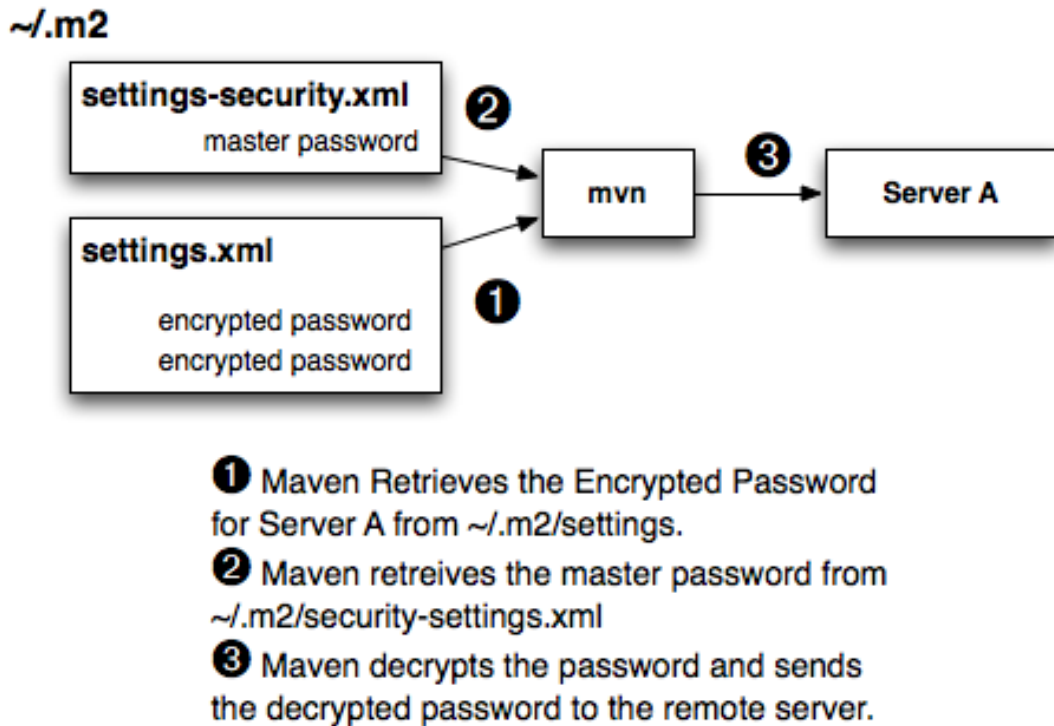 ~/.m2
settings-security.xml
master password
❷
settings.xml
encrypted password
encrypted password
❶
mvn
❸
Server A
❶ Maven Retrieves the Encrypted Password
for Server A from ~/.m2/settings.
❷ Maven retreives the master password from
~/.m2/security-settings.xml
❸ Maven decrypts the password and sends
the decrypted password to the remote server.